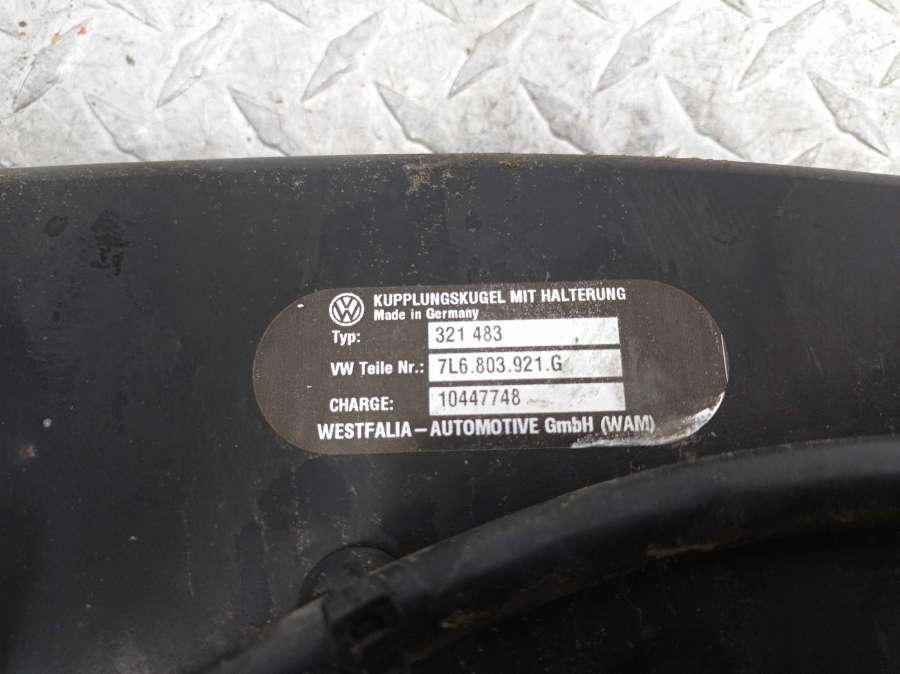 KUPPLUNGSKUGEL MIT HALTERUNG
Made in Germany
Typ: 321 483
VW Teile Nr.: 7L6.803.921.G
CHARGE: 10447748
WESTFALIA – AUTOMOTIVE GmbH (WAM)